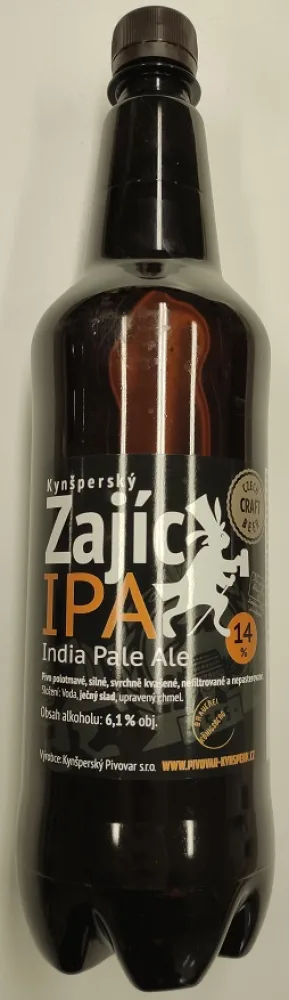 Kynšperský
Zajíc
CZECH
CRAFT
BEER
IPA
14
%
India Pale Ale
Pivo polotmavé, silné, svrchně kvašené, nefiltrované a nepasterované.
Složení: Voda, ječný slad, upravený chmel.
Obsah alkoholu: 6,1 % obj.
BRAUEREI
Výrobce: Kynšperský Pivovar s.r.o. WWW.PIVOVAR-KYNSPERK.CZ